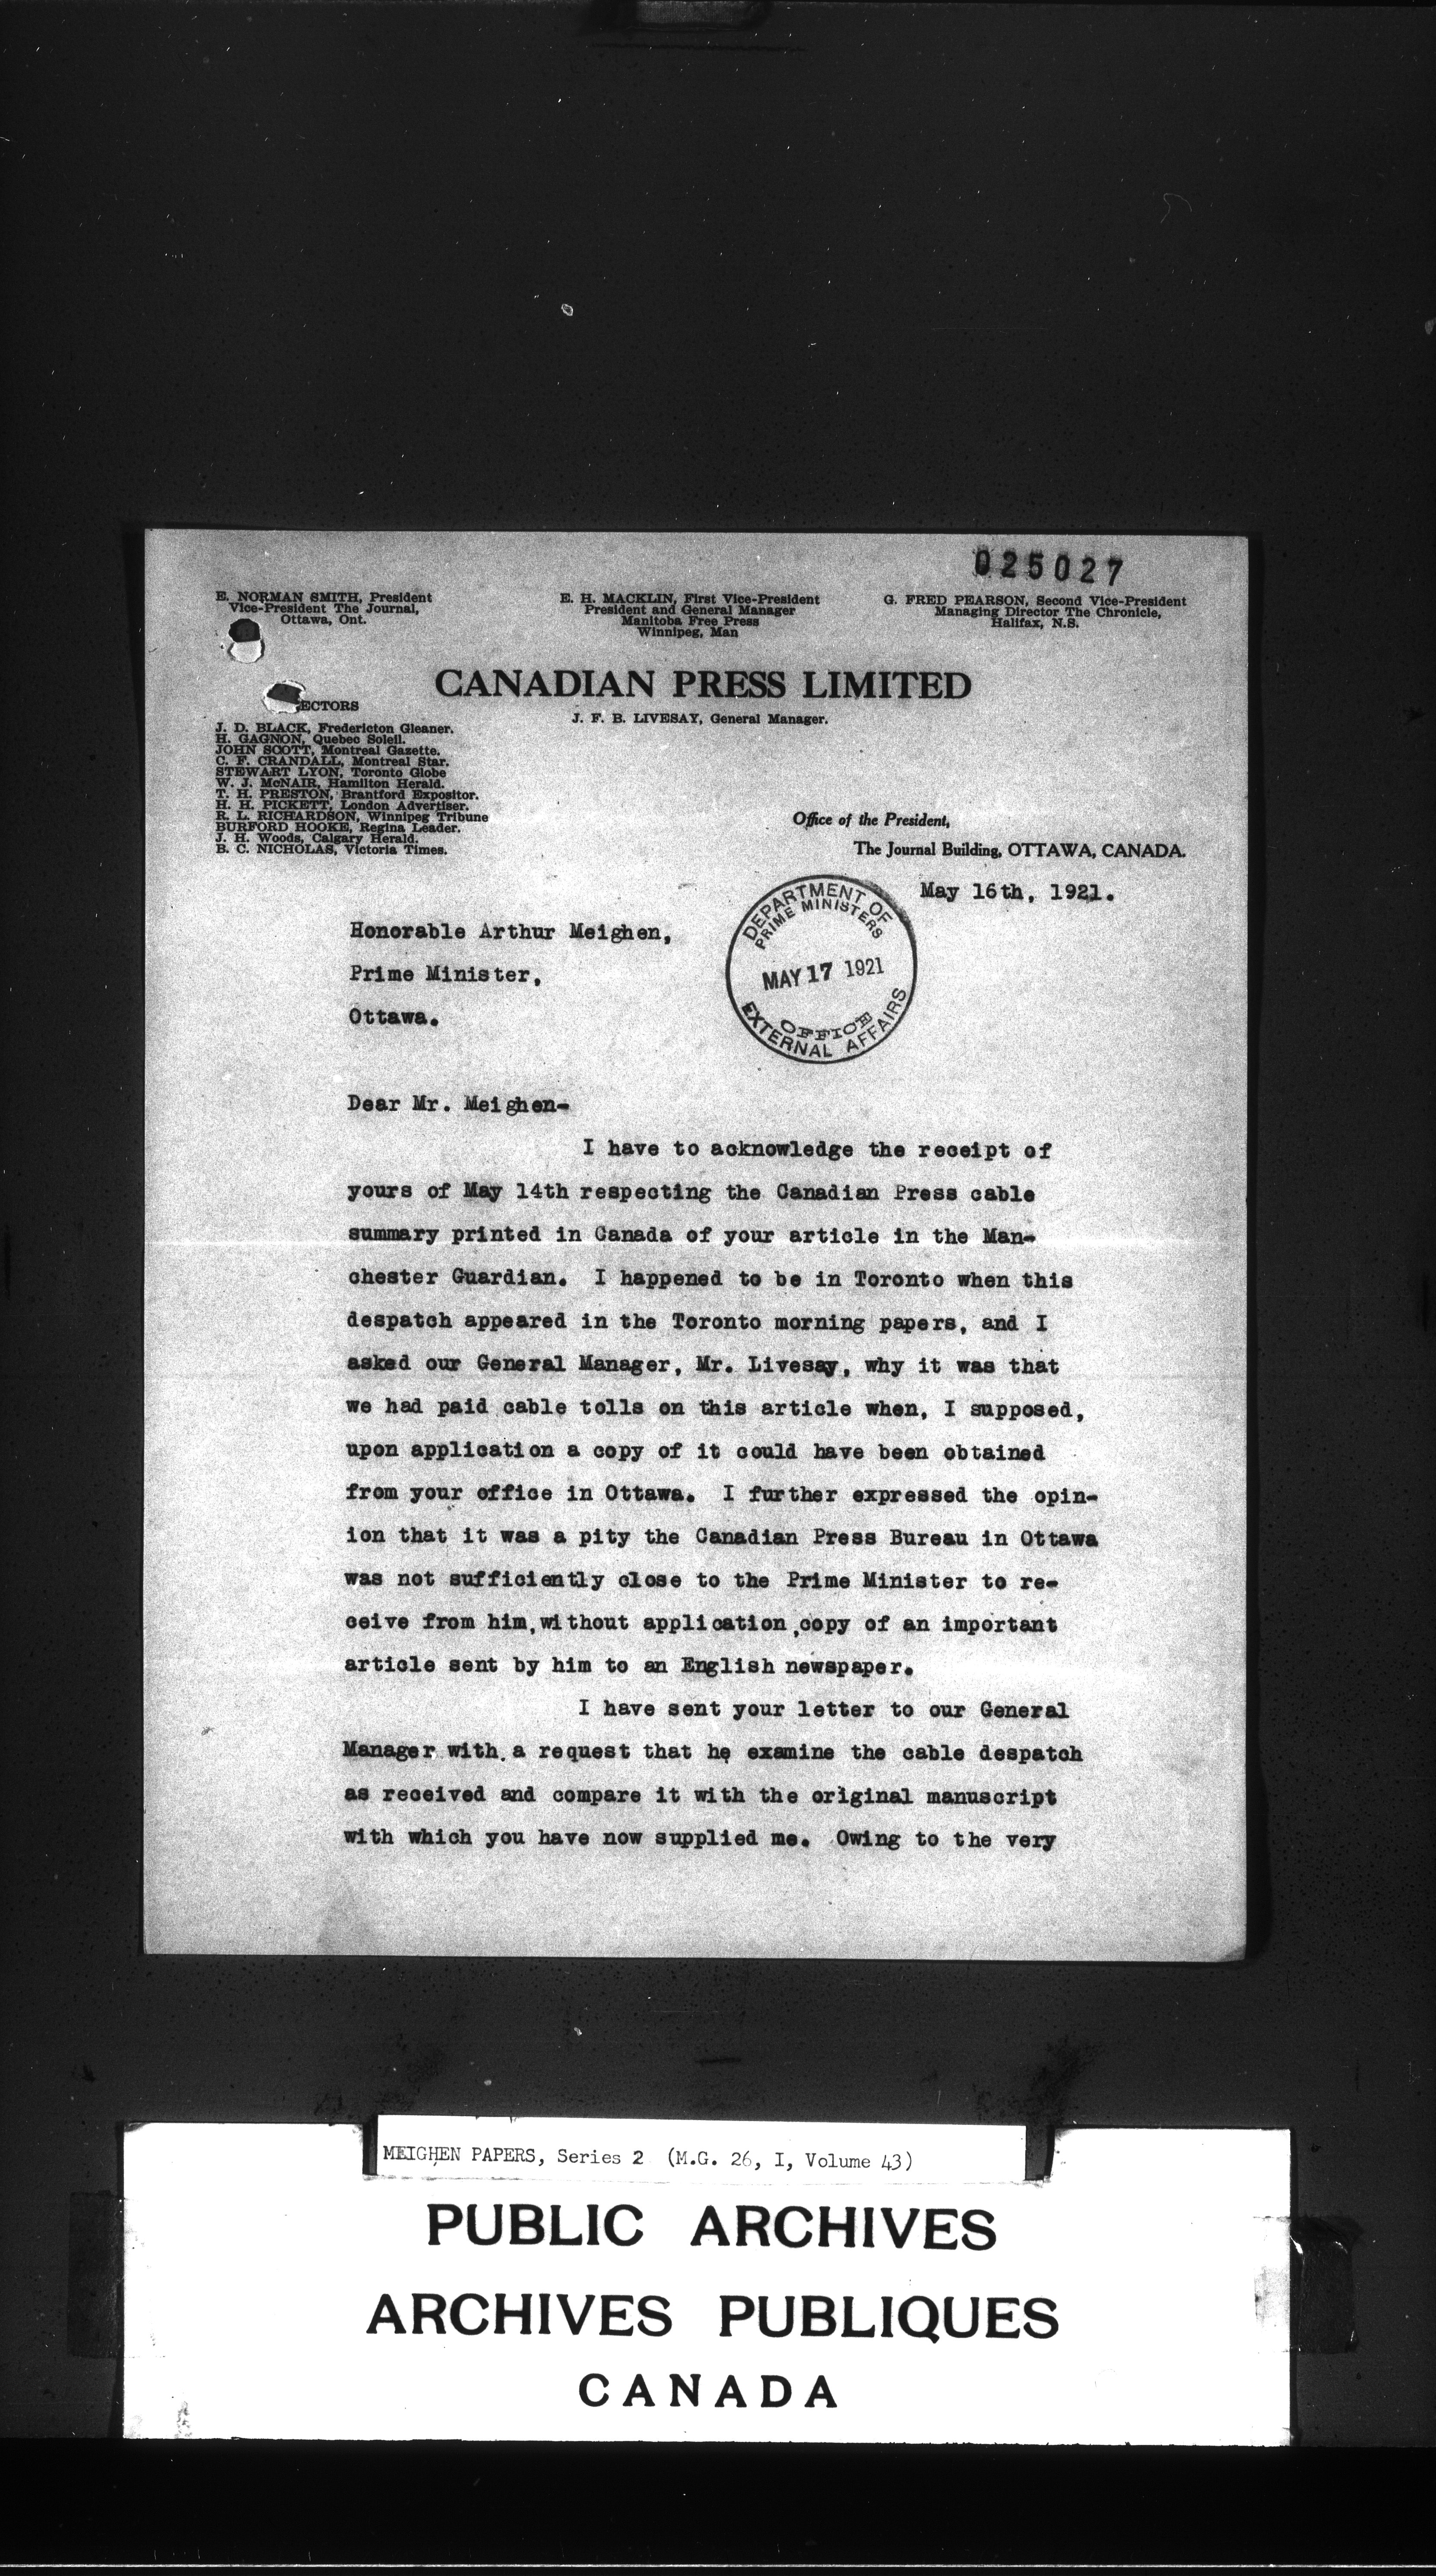 025027
E. NORMAN SMITH, President
Vice-President The Journal,
Ottawa, Ont.
E. H. MACKLIN, First Vice-President
President and General Manager
Manitoba Free Press
Winnipeg, Man
G. FRED PEARSON, Second Vice-President
Managing Director The Chronicle,
Halifax, N.S.
CANADIAN PRESS LIMITED
J. F. B. LIVESAY, General Manager.
ECTORS
J. D. BLACK, Fredericton Gleaner.
H. GAGNON, Quebec Soleil.
JOHN SCOTT, Montreal Gazette.
C. F. CRANDALL, Montreal Star.
STEWART LYON, Toronto Globe
W. J. McNAIR, Hamilton Herald.
T. H. PRESTON, Brantford Expositor.
H. H. PICKETT, London Advertiser.
R. L. RICHARDSON, Winnipeg Tribune
BURFORD HOOKE, Regina Leader.
J. H. Woods, Calgary Herald.
B. C. NICHOLAS, Victoria Times.
Office of the President,
The Journal Building, OTTAWA, CANADA.
May 16th, 1921.
DEPARTMENT OF
PRIME MINISTERS
MAY 17 1921
OFFICE
EXTERNAL AFFAIRS
Honorable Arthur Meighen,
Prime Minister,
Ottawa.
Dear Mr. Meighen-
I have to acknowledge the receipt of
yours of May 14th respecting the Canadian Press cable
summary printed in Canada of your article in the Man-
chester Guardian. I happened to be in Toronto when this
despatch appeared in the Toronto morning papers, and I
asked our General Manager, Mr. Livesay, why it was that
we had paid cable tolls on this article when, I supposed,
upon application a copy of it could have been obtained
from your office in Ottawa. I further expressed the opin-
ion that it was a pity the Canadian Press Bureau in Ottawa
was not sufficiently close to the Prime Minister to re-
ceive from him, without application, copy of an important
article sent by him to an English newspaper.
I have sent your letter to our General
Manager with a request that he examine the cable despatch
as received and compare it with the original manuscript
with which you have now supplied me. Owing to the very
MEIGHEN PAPERS, Series 2 (M.G. 26, I, Volume 43)
PUBLIC ARCHIVES
ARCHIVES PUBLIQUES
CANADA